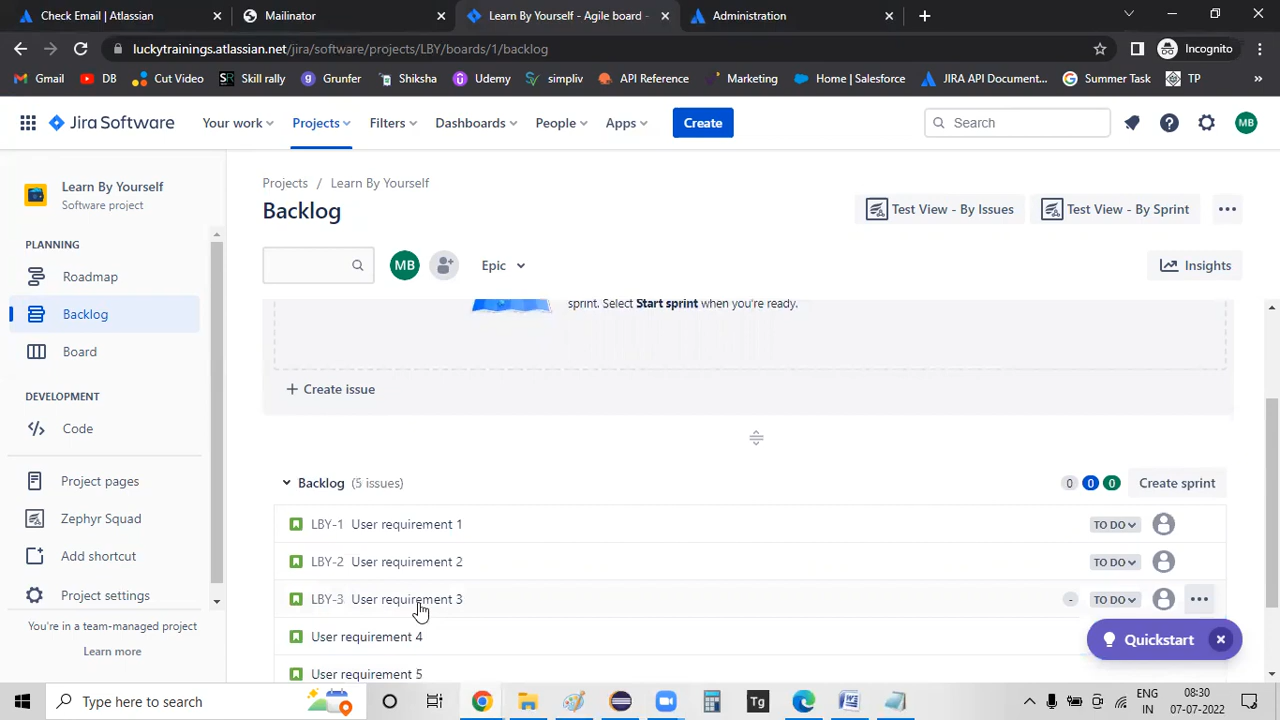 Check Email | Atlassian
Mailinator
Learn By Yourself - Agile board -
Administration
luckytrainings.atlassian.net/jira/software/projects/LBY/boards/1/backlog
Incognito
Gmail
DB
Cut Video
Skill rally
Grunfer
Shiksha
Udemy
simpliv
API Reference
Marketing
Home | Salesforce
JIRA API Document...
Summer Task
TP
Jira Software
Your work
Projects
Filters
Dashboards
People
Apps
Create
Search
MB
Learn By Yourself
Software project
PLANNING
Roadmap
Backlog
Board
DEVELOPMENT
Code
Project pages
Zephyr Squad
Add shortcut
Project settings
You're in a team-managed project
Learn more
Projects / Learn By Yourself
Backlog
Test View - By Issues
Test View - By Sprint
MB
Epic
Insights
sprint. Select Start sprint when you're ready.
+ Create issue
Backlog (5 issues)
0 0 0
Create sprint
LBY-1 User requirement 1
TO DO
LBY-2 User requirement 2
TO DO
LBY-3 User requirement 3
-
TO DO
User requirement 4
User requirement 5
Quickstart
Type here to search
Tg
ENG
IN
18:30
07-07-2022